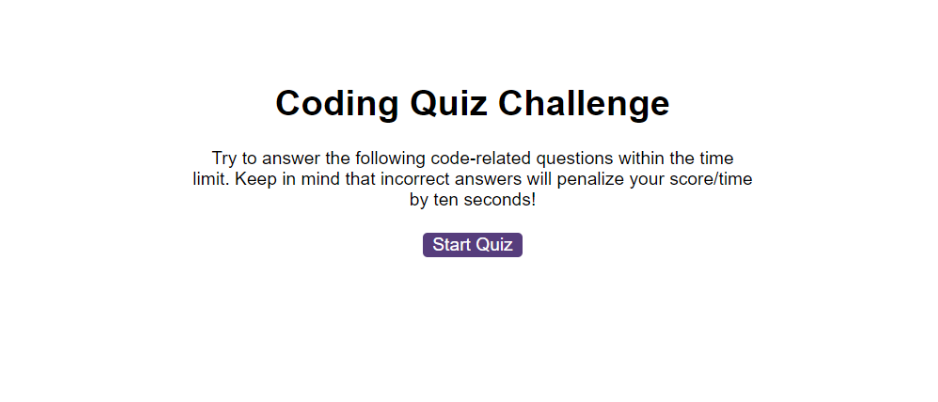 Coding Quiz Challenge
Try to answer the following code-related questions within the time
limit. Keep in mind that incorrect answers will penalize your score/time
by ten seconds!
Start Quiz